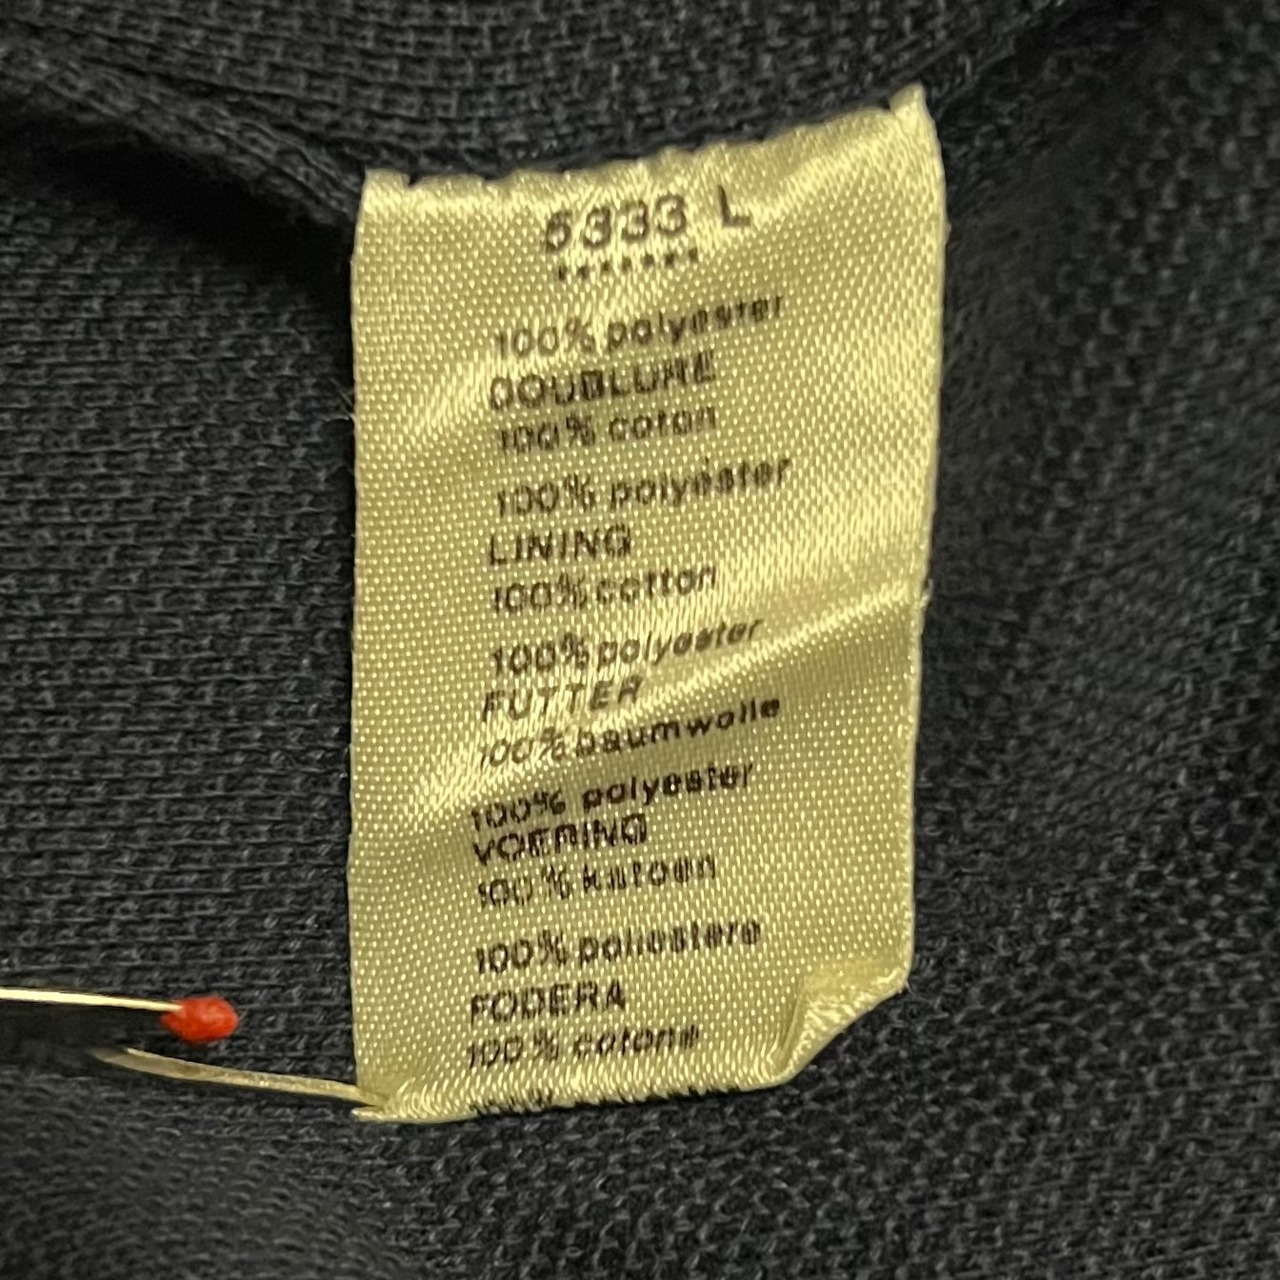 5333 L
100% polyester
DOUBLURE
100% coton
100% polyester
LINING
100% cotton
100% polyester
FUTTER
100% baumwolle
100% polyester
VOERING
100% katoen
100% poliestere
FODERA
100% cotone